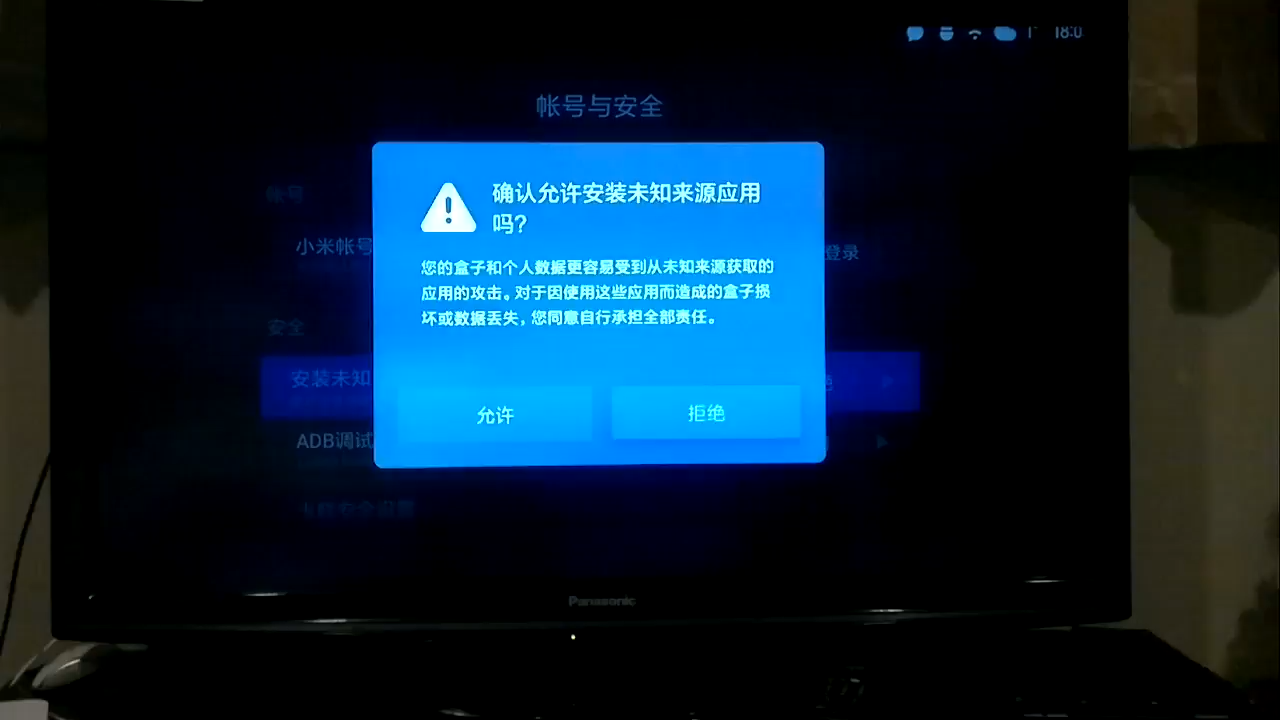 帐号与安全
帐号
小米帐号
登录
安全
安装未知
ADB调试
确认允许安装未知来源应用
吗?
您的盒子和个人数据更容易受到从未知来源获取的
应用的攻击。对于因使用这些应用而造成的盒子损
坏或数据丢失,您同意自行承担全部责任。
允许
拒绝
Panasonic